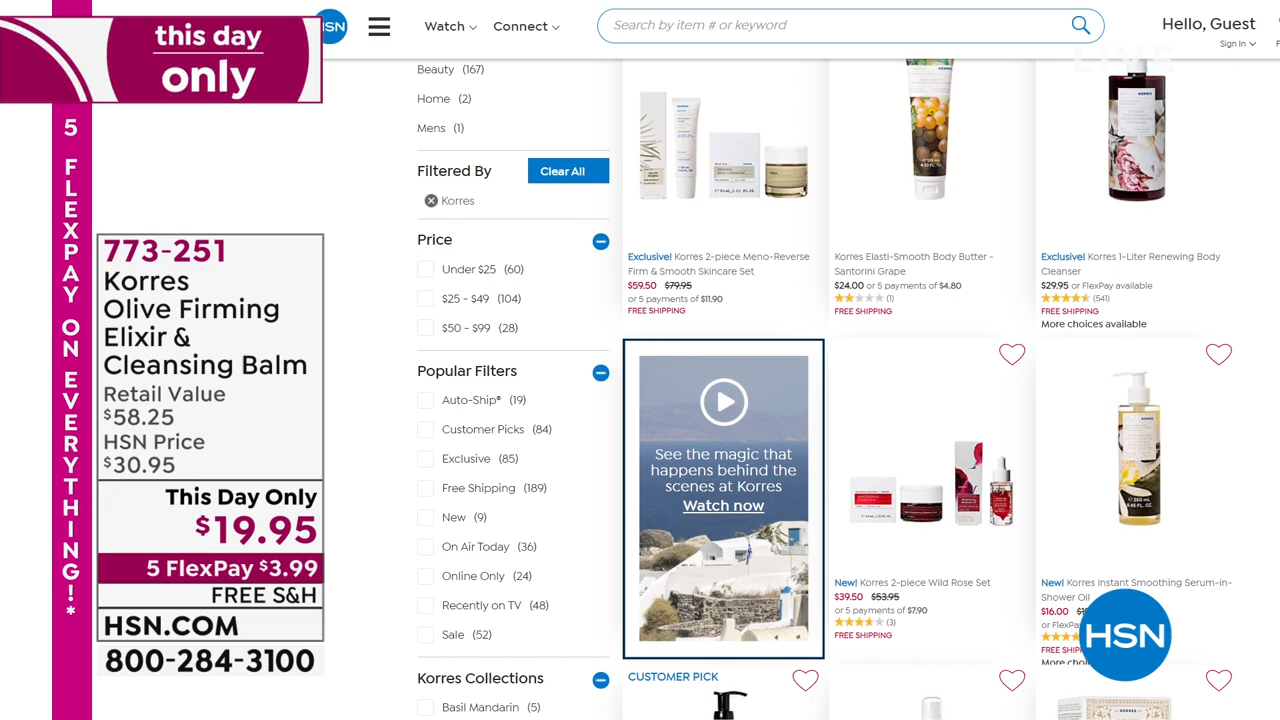 this day
only
5 FLEXPAY ON EVERYTHING!*
773-251
Korres
Olive Firming
Elixir &
Cleansing Balm
Retail Value
$58.25
HSN Price
$30.95
This Day Only
$19.95
5 FlexPay $3.99
FREE S&H
HSN.COM
800-284-3100
HSN
Watch
Connect
Search by item # or keyword
Hello, Guest
Sign In
LIVE
Beauty (167)
Home (2)
Mens (1)
Filtered By
Clear All
Korres
Price
Under $25 (60)
$25 - $49 (104)
$50 - $99 (28)
Popular Filters
Auto-Ship® (19)
Customer Picks (84)
Exclusive (85)
Free Shipping (189)
New (9)
On Air Today (36)
Online Only (24)
Recently on TV (48)
Sale (52)
Korres Collections
Basil Mandarin (5)
Exclusive! Korres 2-piece Meno-Reverse
Firm & Smooth Skincare Set
$59.50 $79.95
or 5 payments of $11.90
FREE SHIPPING
Korres Elasti-Smooth Body Butter -
Santorini Grape
$24.00 or 5 payments of $4.80
(1)
FREE SHIPPING
Exclusive! Korres 1-Liter Renewing Body
Cleanser
$29.95 or FlexPay available
(541)
FREE SHIPPING
More choices available
See the magic that
happens behind the
scenes at Korres
Watch now
New! Korres 2-piece Wild Rose Set
$39.50 $53.95
or 5 payments of $7.90
(3)
FREE SHIPPING
New! Korres Instant Smoothing Serum-in-
Shower Oil
$16.00
or FlexPa
FREE SHIP
More choi
HSN
CUSTOMER PICK